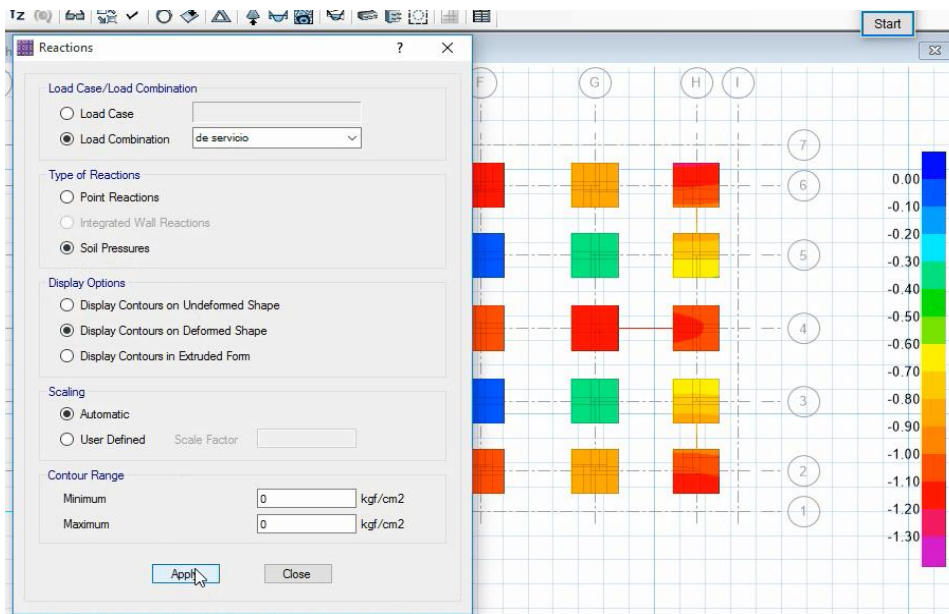 Start
Reactions ? ×
Load Case/Load Combination
Load Case
Load Combination de servicio
Type of Reactions
Point Reactions
Integrated Wall Reactions
Soil Pressures
Display Options
Display Contours on Undeformed Shape
Display Contours on Deformed Shape
Display Contours in Extruded Form
Scaling
Automatic
User Defined Scale Factor
Contour Range
Minimum 0 kgf/cm2
Maximum 0 kgf/cm2
Apply Close
F G H I
7
6
5
4
3
2
1
0.00
-0.10
-0.20
-0.30
-0.40
-0.50
-0.60
-0.70
-0.80
-0.90
-1.00
-1.10
-1.20
-1.30